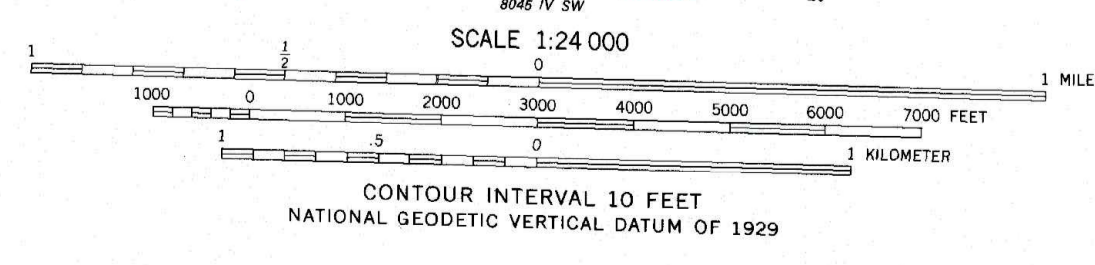 8045 IV SW
SCALE 1:24 000
1 1/2 0 1 MILE
1000 0 1000 2000 3000 4000 5000 6000 7000 FEET
1 .5 0 1 KILOMETER
CONTOUR INTERVAL 10 FEET
NATIONAL GEODETIC VERTICAL DATUM OF 1929